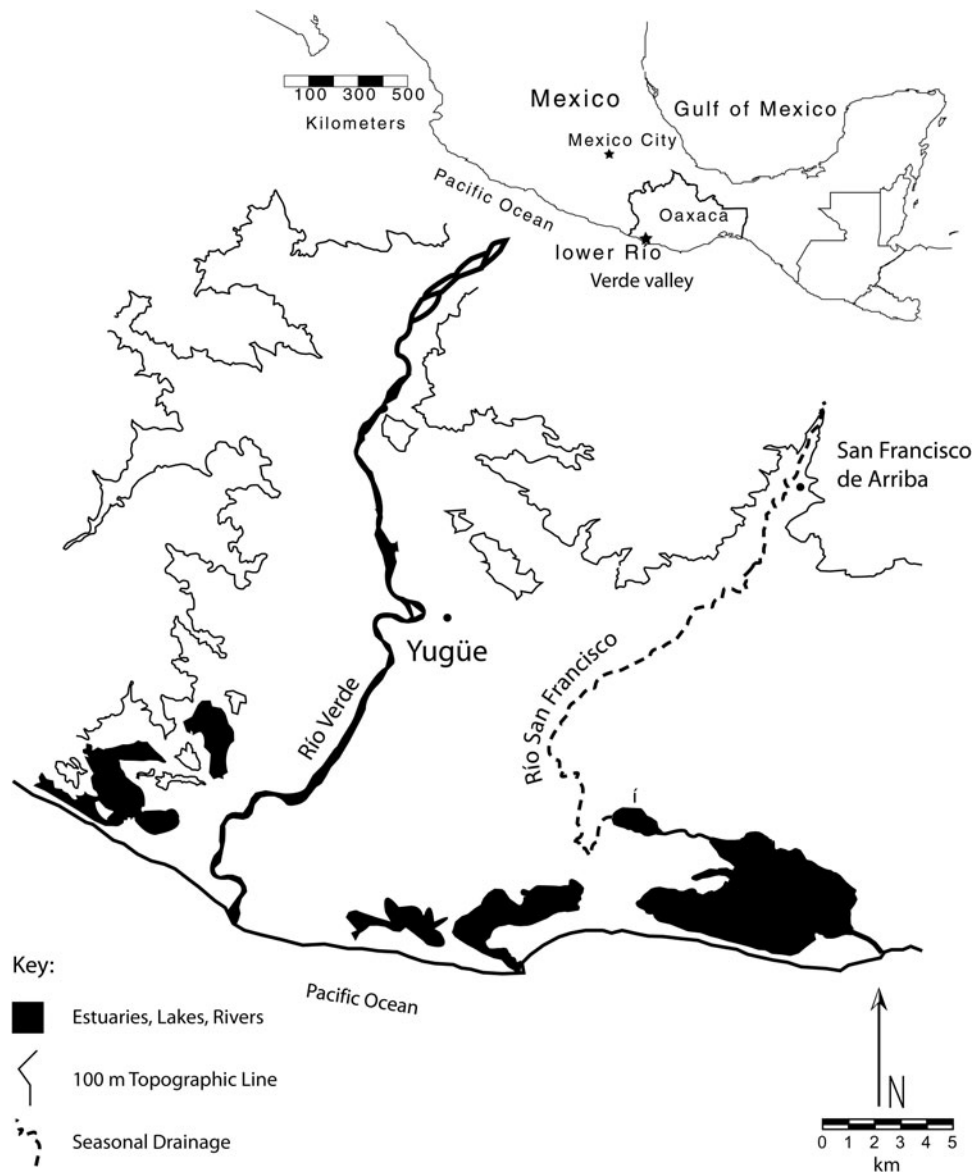 100 300 500
Kilometers
Mexico
Gulf of Mexico
Mexico City
Pacific Ocean
Oaxaca
lower Río
Verde valley
San Francisco
de Arriba
Yugüe
Río Verde
Río San Francisco
í
Pacific Ocean
Key:
Estuaries, Lakes, Rivers
100 m Topographic Line
Seasonal Drainage
N
0 1 2 3 4 5
km